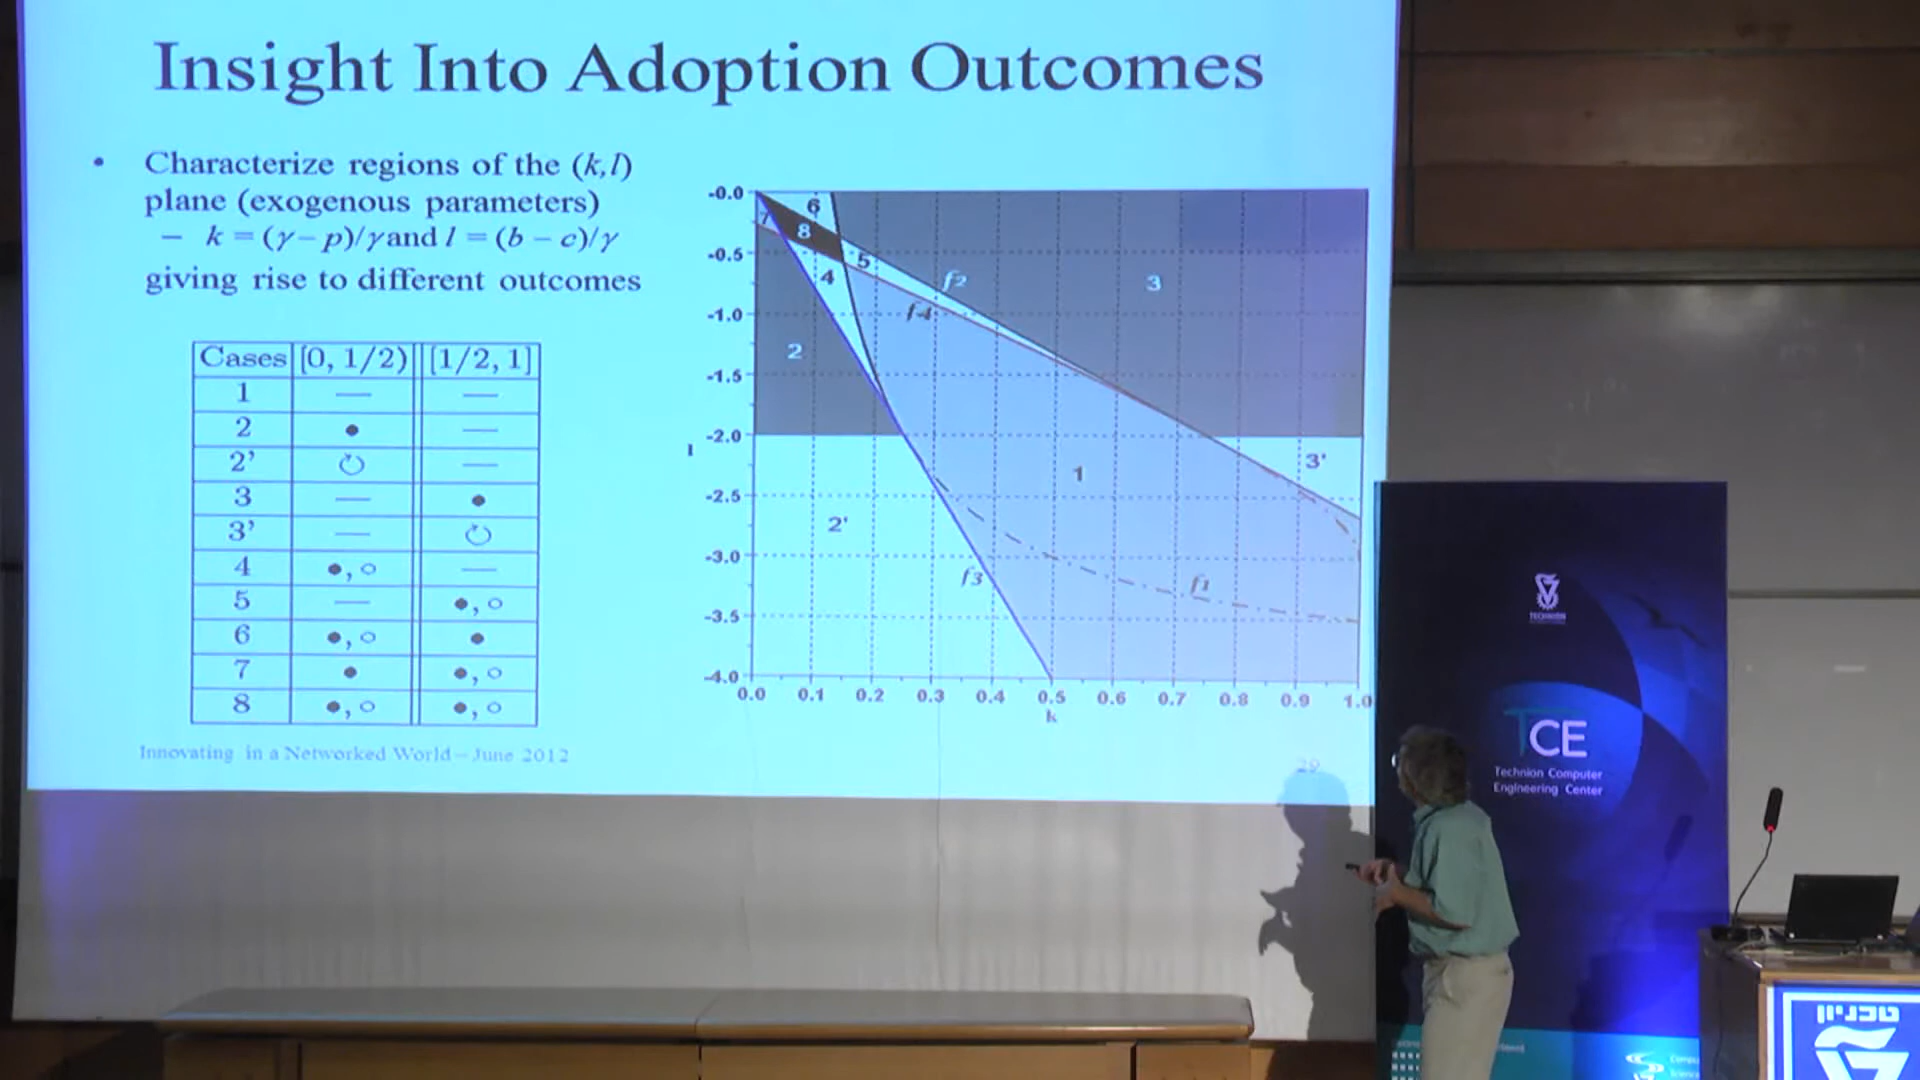 Insight Into Adoption Outcomes
• Characterize regions of the (k,l)
plane (exogenous parameters)
– k = (γ – p)/γ and l = (b – c)/γ
giving rise to different outcomes
Cases [0, 1/2) [1/2, 1]
1 — —
2 • —
2’ ↻ —
3 — •
3’ — ↻
4 •, ○ —
5 — •, ○
6 •, ○ •
7 • •, ○
8 •, ○ •, ○
-0.0
-0.5
-1.0
-1.5
-2.0
-2.5
-3.0
-3.5
-4.0
l
0.0 0.1 0.2 0.3 0.4 0.5 0.6 0.7 0.8 0.9 1.0
k
6
7
8
5
4
f2
3
f4
2
3'
1
2'
f3
f1
Innovating in a Networked World – June 2012
29
TECHNION
TCE
Technion Computer
Engineering Center
טכניון